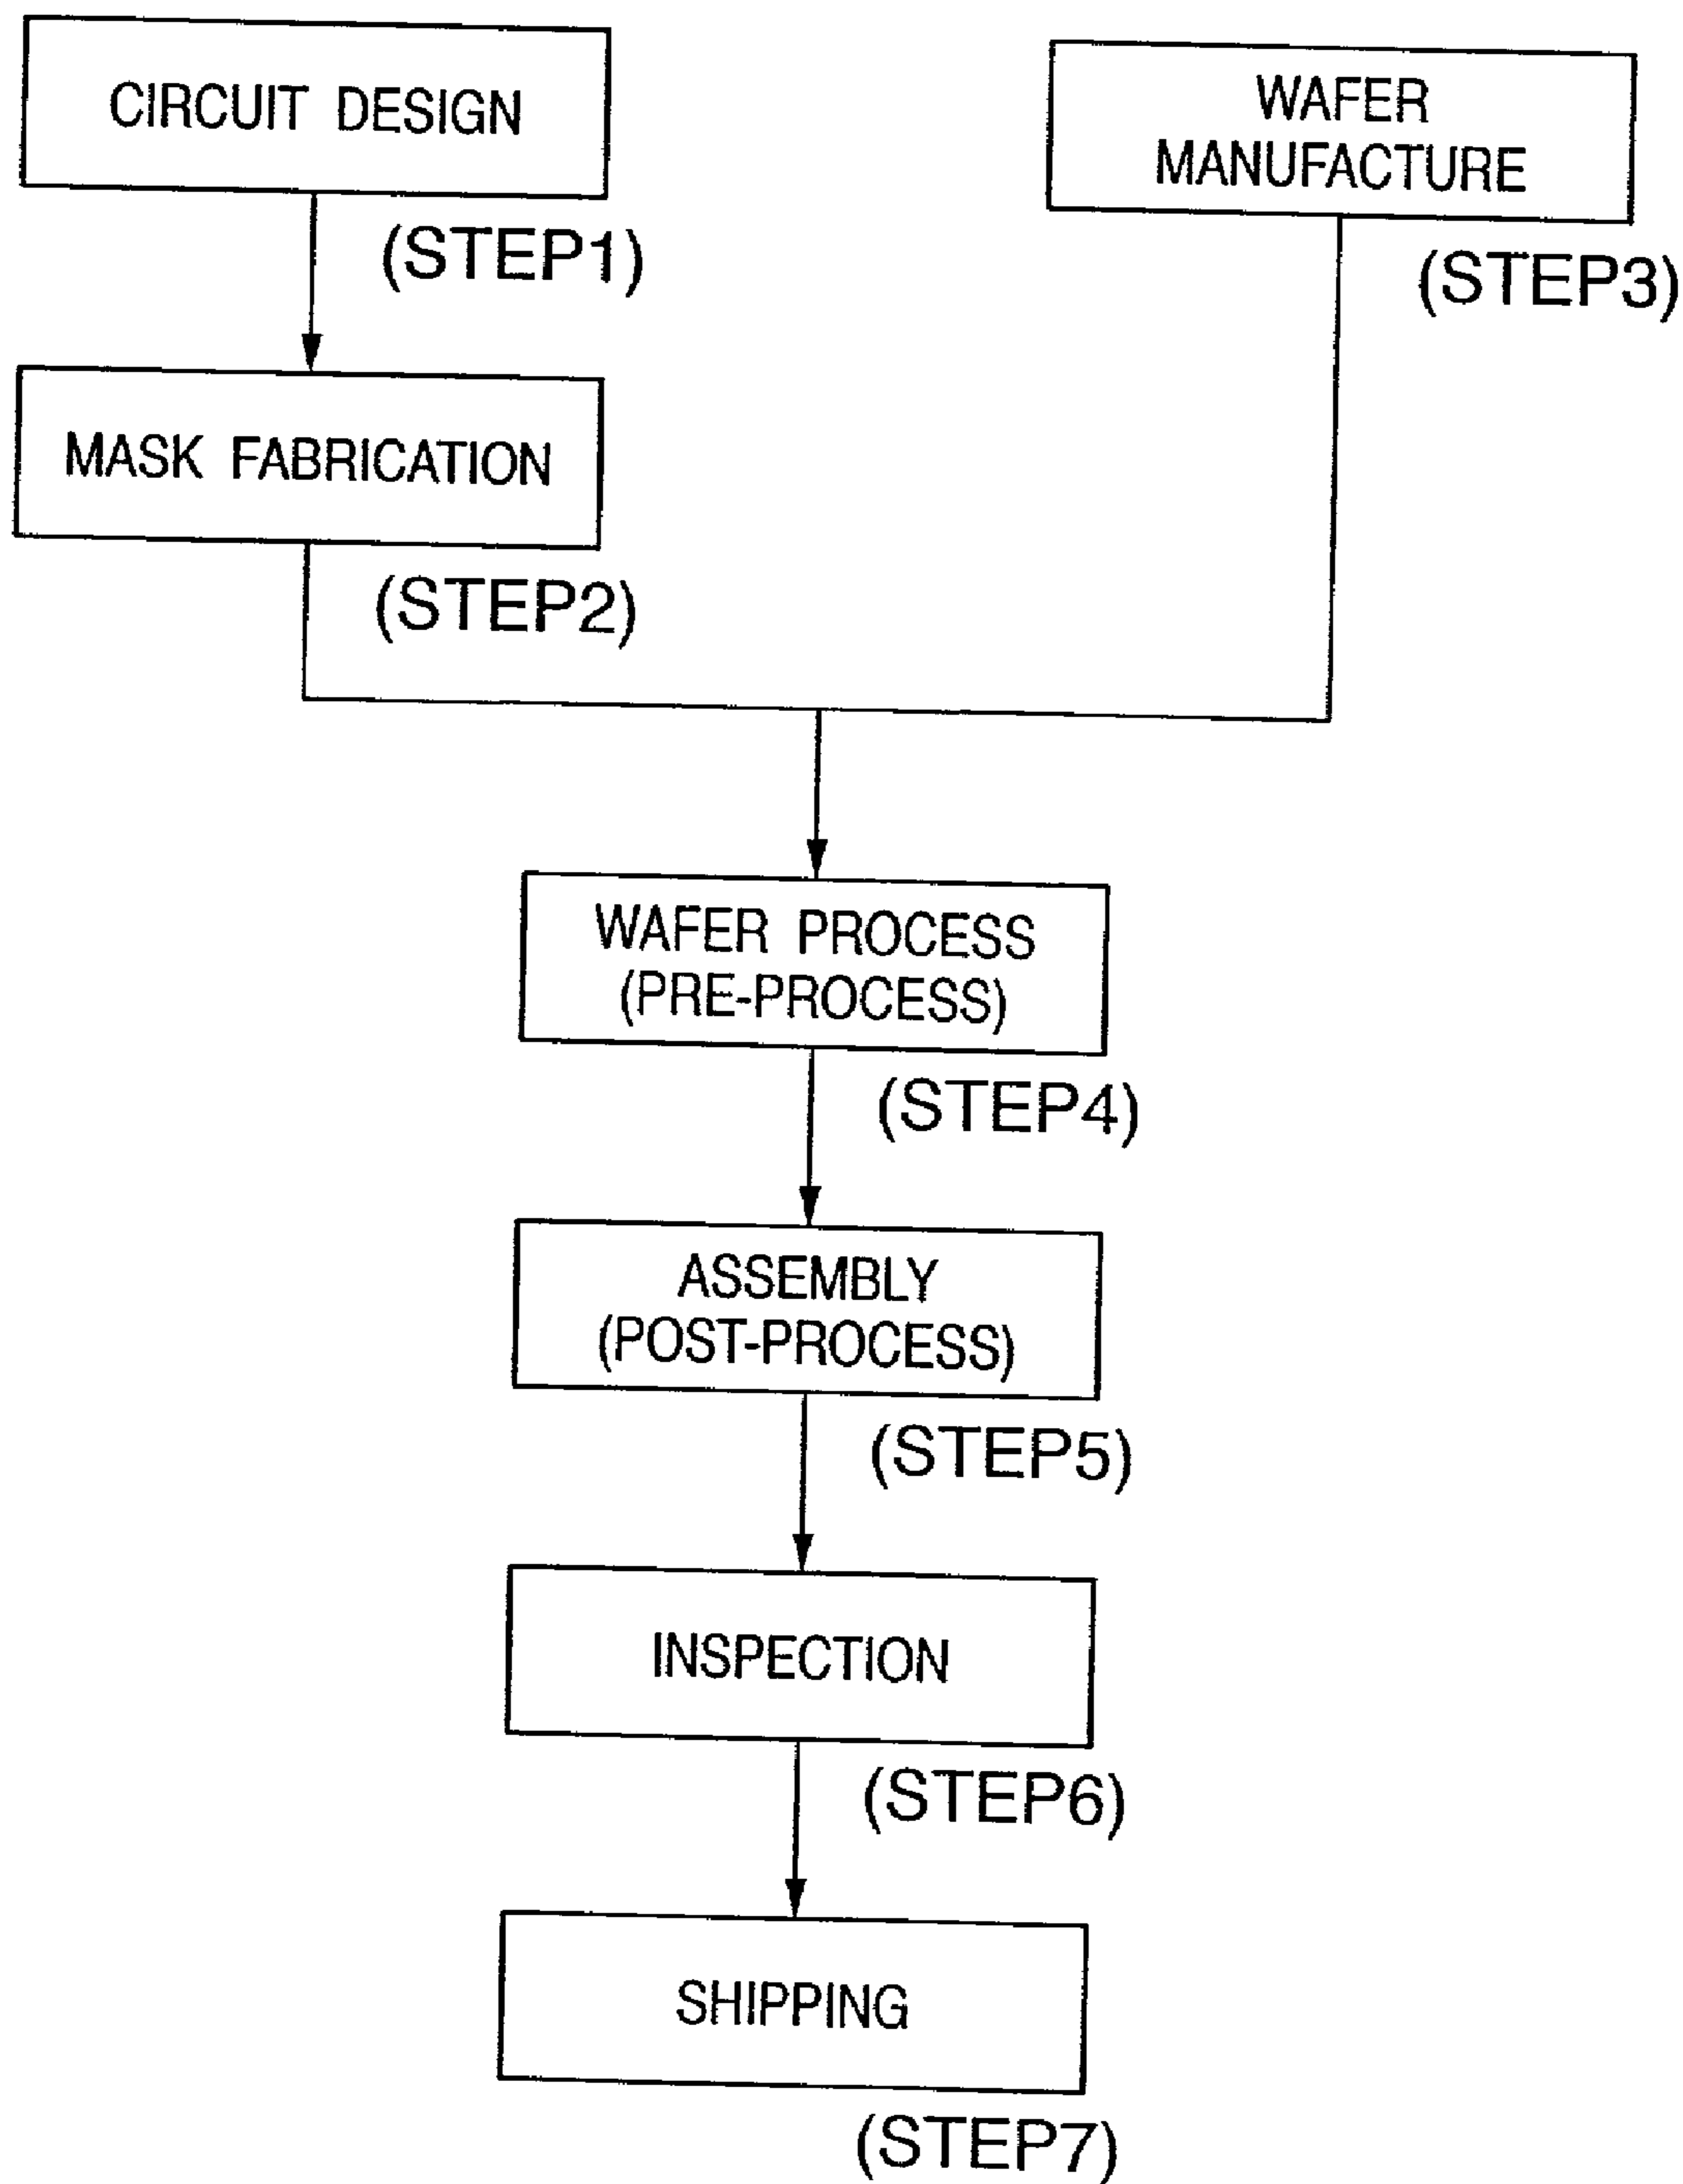 CIRCUIT DESIGN
(STEP1)
MASK FABRICATION
(STEP2)
WAFER
MANUFACTURE
(STEP3)
WAFER PROCESS
(PRE-PROCESS)
(STEP4)
ASSEMBLY
(POST-PROCESS)
(STEP5)
INSPECTION
(STEP6)
SHIPPING
(STEP7)